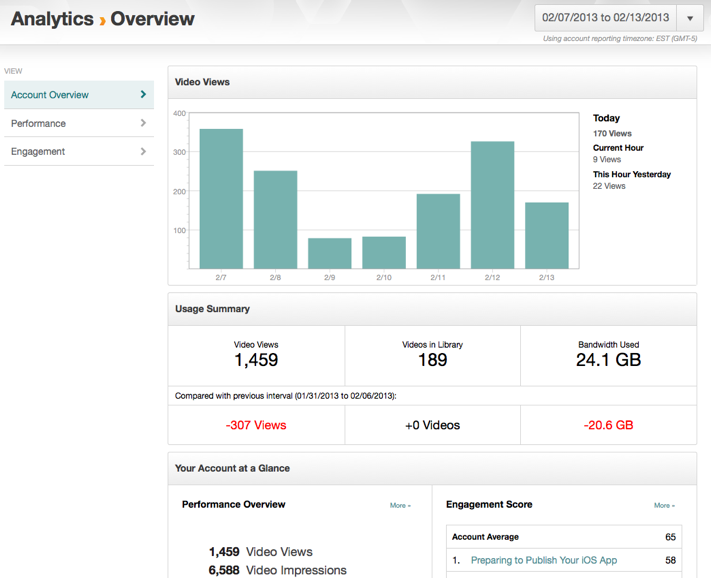 Analytics › Overview
02/07/2013 to 02/13/2013
Using account reporting timezone: EST (GMT-5)
VIEW
Account Overview
Performance
Engagement
Video Views
400
300
200
100
2/7 2/8 2/9 2/10 2/11 2/12 2/13
Today
170 Views
Current Hour
9 Views
This Hour Yesterday
22 Views
Usage Summary
Video Views Videos in Library Bandwidth Used
1,459 189 24.1 GB
Compared with previous interval (01/31/2013 to 02/06/2013):
-307 Views +0 Videos -20.6 GB
Your Account at a Glance
Performance Overview More
1,459 Video Views
6,588 Video Impressions
Engagement Score More
Account Average 65
1. Preparing to Publish Your iOS App 58